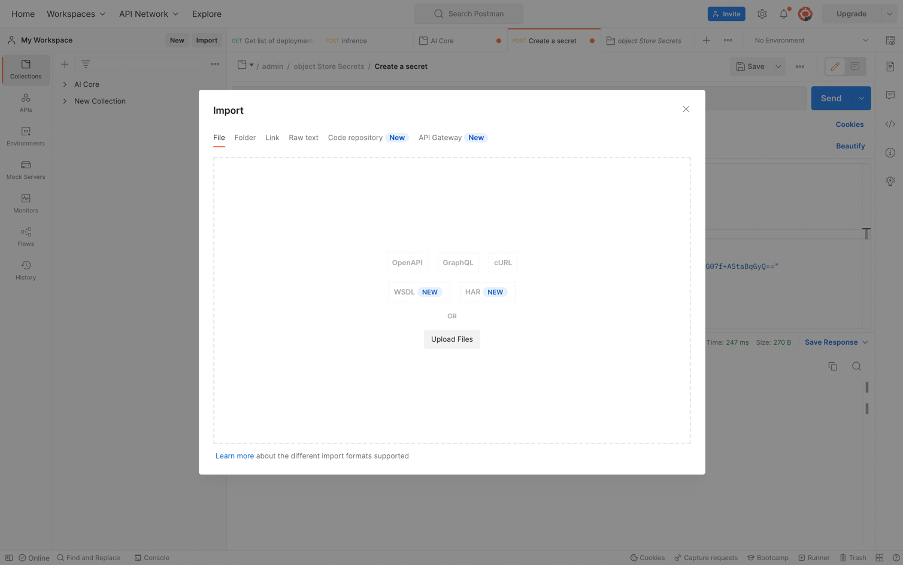 Home Workspaces API Network Explore Search Postman Invite Upgrade
My Workspace New Import GET Get list of deploymen POST infrence AI Core POST Create a secret object Store Secrets No Environment
/ admin / object Store Secrets / Create a secret Save
Collections
AI Core
New Collection
Send
APIs
Cookies
Environments
Beautify
Mock Servers
Monitors
Flows
History
Import
File Folder Link Raw text Code repository New API Gateway New
OpenAPI GraphQL cURL
G07f+AStaBqGyQ=="
WSDL NEW HAR NEW
OR
Upload Files
Time: 247 ms Size: 270 B Save Response
Learn more about the different import formats supported
Online Find and Replace Console Cookies Capture requests Bootcamp Runner Trash